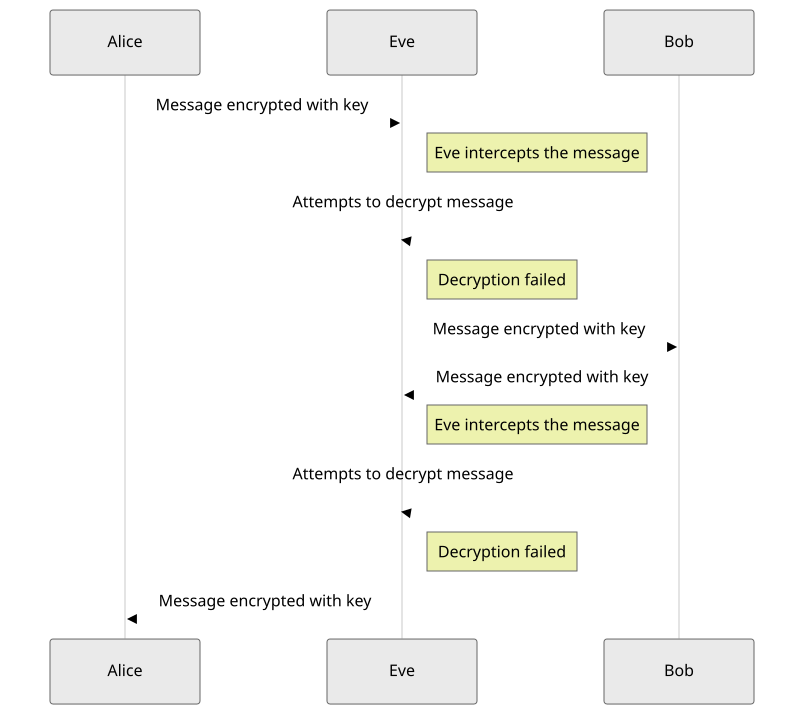 Alice
Eve
Bob
Message encrypted with key
Eve intercepts the message
Attempts to decrypt message
Decryption failed
Message encrypted with key
Message encrypted with key
Eve intercepts the message
Attempts to decrypt message
Decryption failed
Message encrypted with key
Alice
Eve
Bob